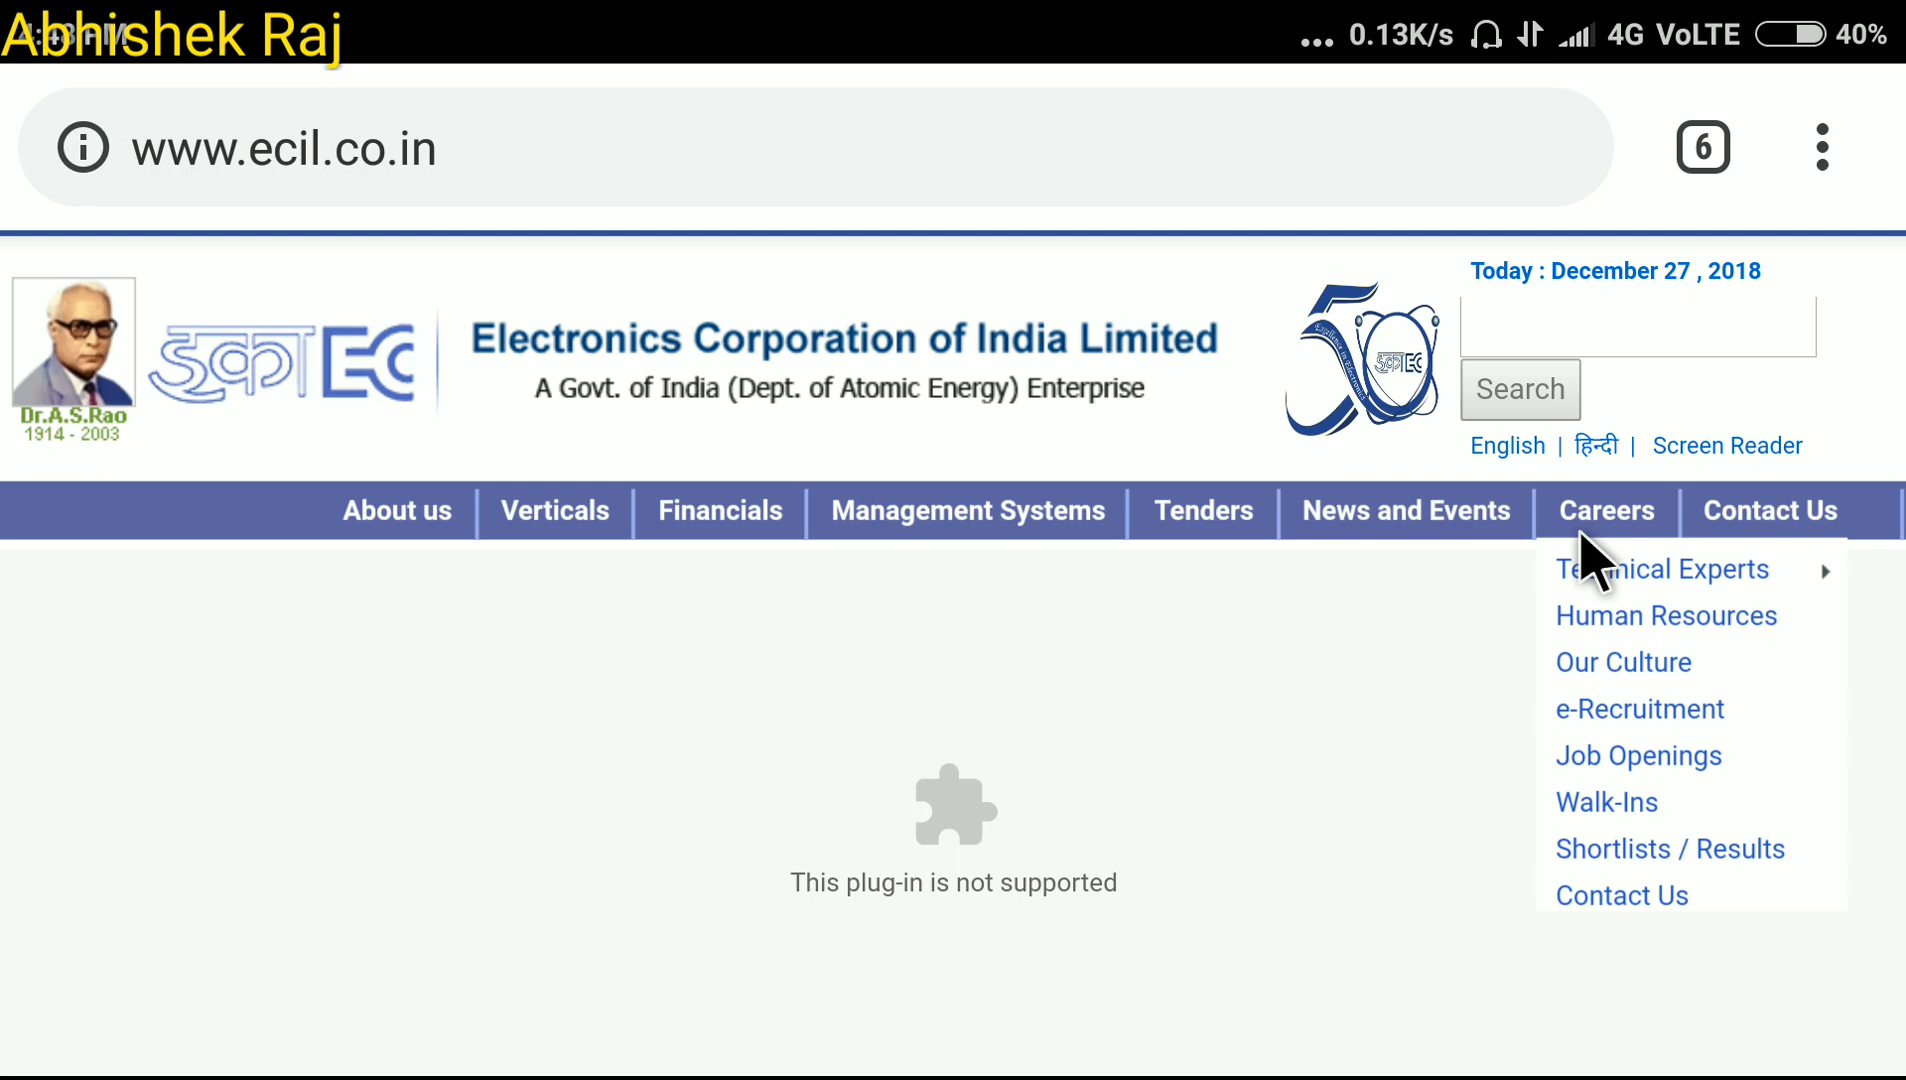 Abhishek Raj
... 0.13K/s 4G VoLTE 40%
www.ecil.co.in
6
Today : December 27 , 2018
Dr.A.S.Rao
1914 - 2003
इका EC
Electronics Corporation of India Limited
A Govt. of India (Dept. of Atomic Energy) Enterprise
50
Search
English | हिन्दी | Screen Reader
About us
Verticals
Financials
Management Systems
Tenders
News and Events
Careers
Contact Us
Experts
Human Resources
Our Culture
e-Recruitment
Job Openings
Walk-Ins
Shortlists / Results
Contact Us
This plug-in is not supported